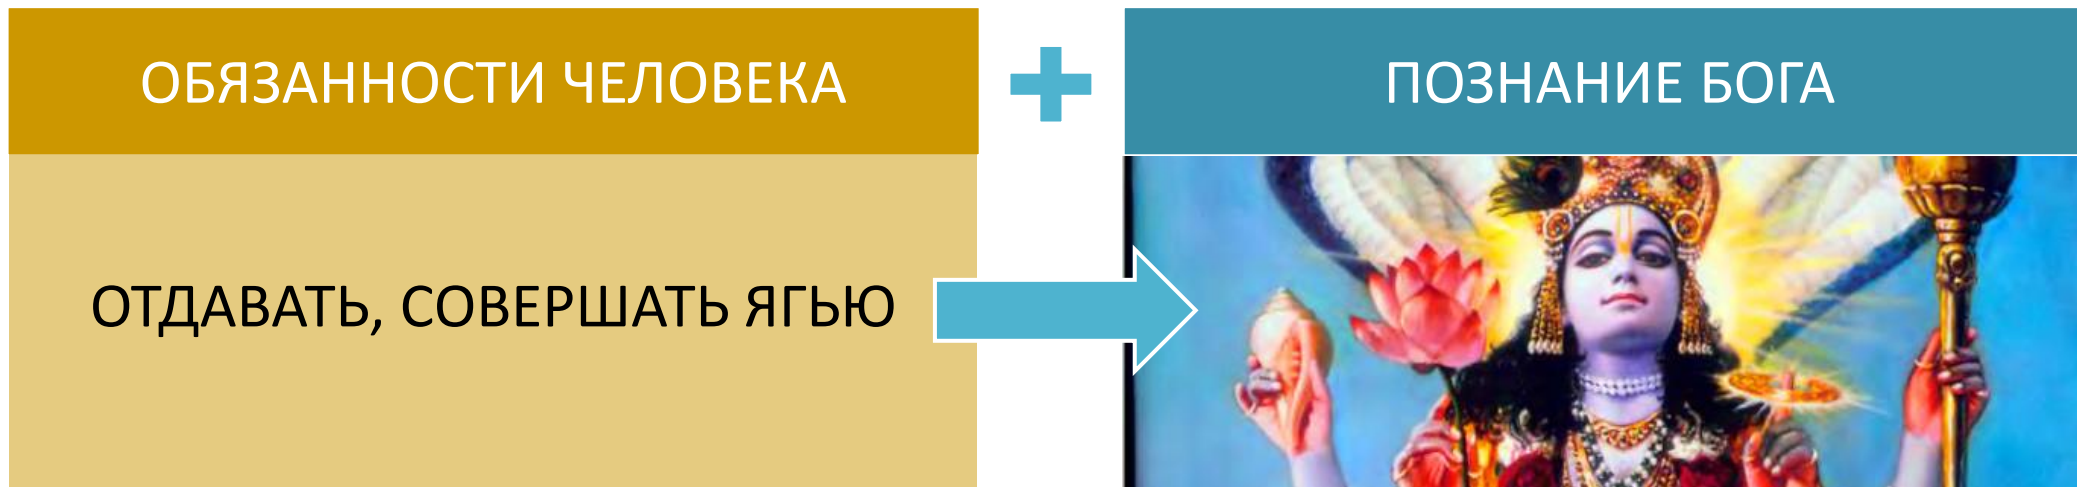 ОБЯЗАННОСТИ ЧЕЛОВЕКА
ПОЗНАНИЕ БОГА
ОТДАВАТЬ, СОВЕРШАТЬ ЯГЬЮ